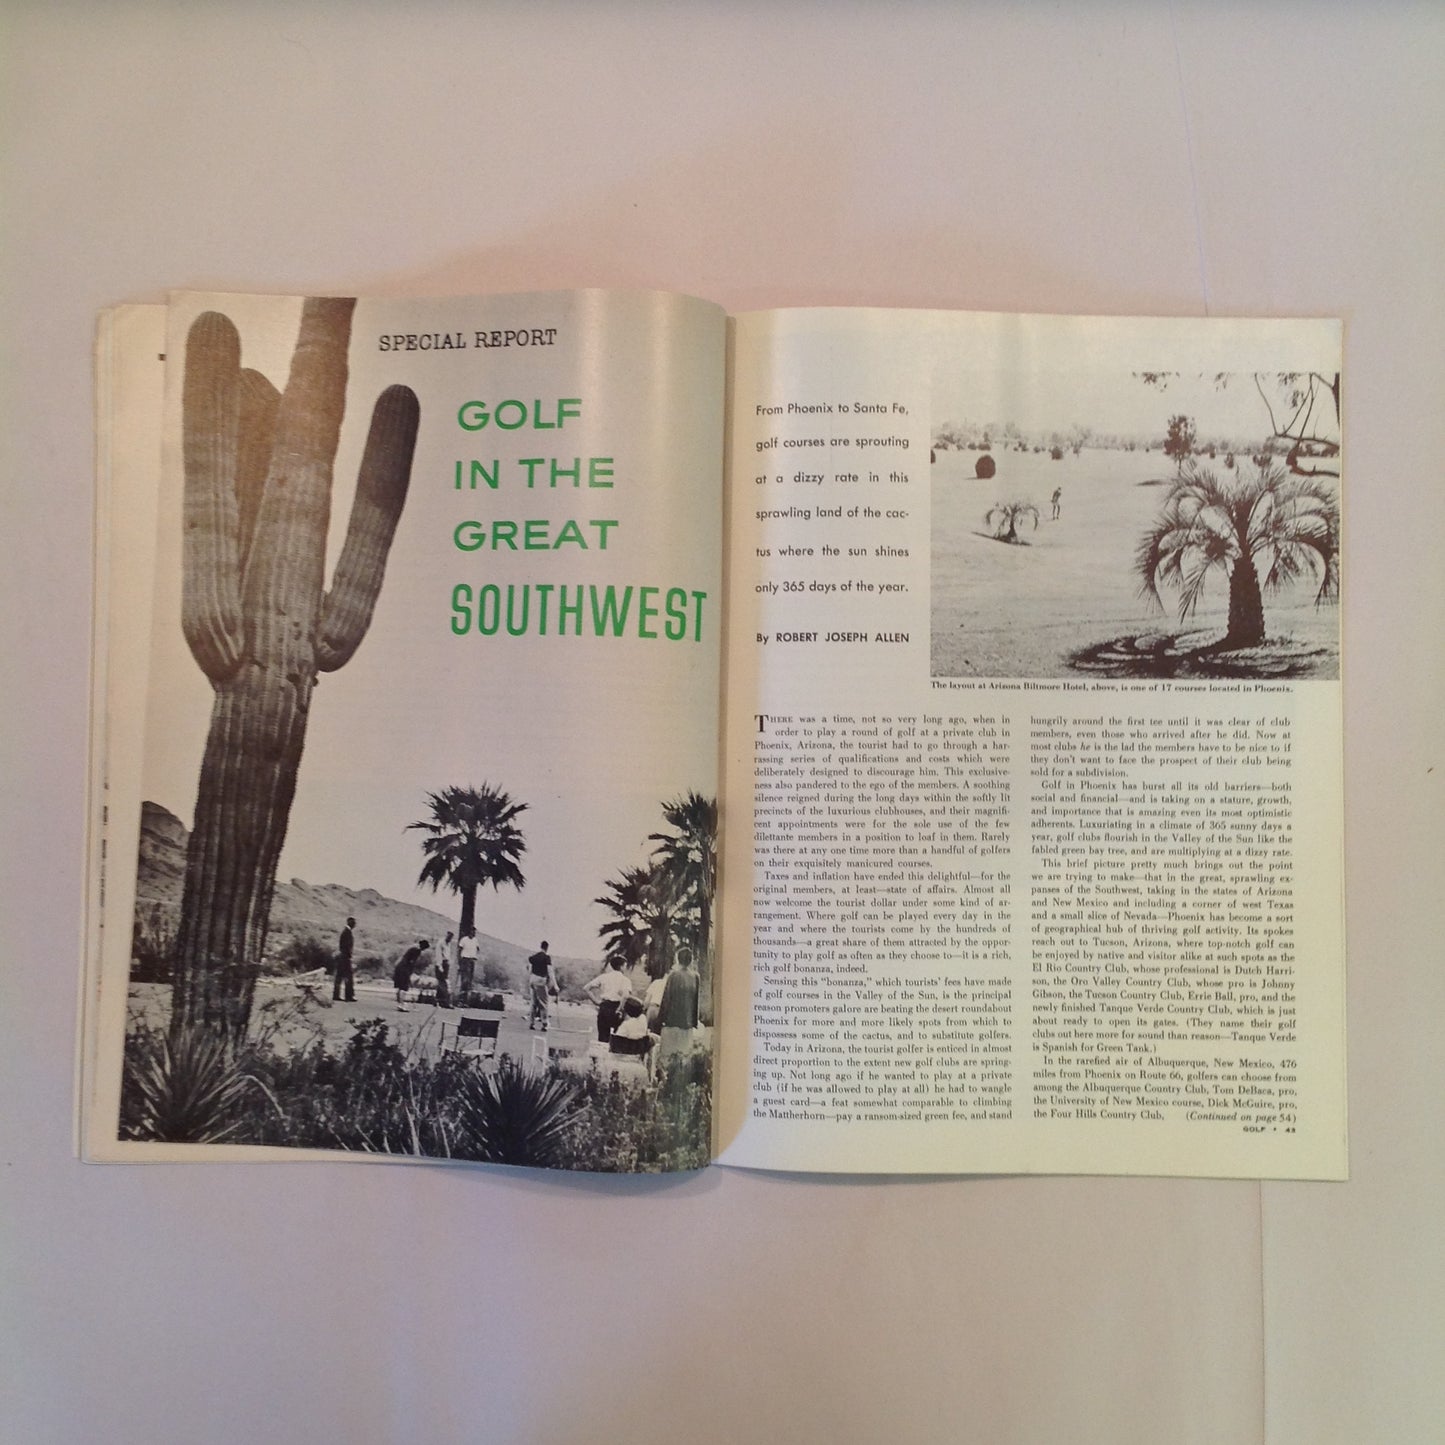 SPECIAL REPORT
GOLF
IN THE
GREAT
SOUTHWEST
From Phoenix to Santa Fe,
golf courses are sprouting
at a dizzy rate in this
sprawling land of the cac-
tus where the sun shines
only 365 days of the year.
By ROBERT JOSEPH ALLEN
The layout at Arizona Biltmore Hotel, above, is one of 17 courses located in Phoenix.
THERE was a time, not so very long ago, when in
order to play a round of golf at a private club in
Phoenix, Arizona, the tourist had to go through a har-
rassing series of qualifications and costs which were
deliberately designed to discourage him. This exclusive-
ness also pandered to the ego of the members. A soothing
silence reigned during the long days within the softly lit
precincts of the luxurious clubhouses, and their magnifi-
cent appointments were for the sole use of the few
dilettante members in a position to loaf in them. Rarely
was there at any one time more than a handful of golfers
on their exquisitely manicured courses.
Taxes and inflation have ended this delightful—for the
original members, at least—state of affairs. Almost all
now welcome the tourist dollar under some kind of ar-
rangement. Where golf can be played every day in the
year and where the tourists come by the hundreds of
thousands—a great share of them attracted by the oppor-
tunity to play golf as often as they choose to—it is a rich,
rich golf bonanza, indeed.
Sensing this "bonanza," which tourists' fees have made
of golf courses in the Valley of the Sun, is the principal
reason promoters galore are beating the desert roundabout
Phoenix for more and more likely spots from which to
dispossess some of the cactus, and to substitute golfers.
Today in Arizona, the tourist golfer is enticed in almost
direct proportion to the extent new golf clubs are spring-
ing up. Not long ago if he wanted to play at a private
club (if he was allowed to play at all) he had to wangle
a guest card—a feat somewhat comparable to climbing
the Mattherhorn—pay a ransom-sized green fee, and stand
hungrily around the first tee until it was clear of club
members, even those who arrived after he did. Now at
most clubs he is the lad the members have to be nice to if
they don't want to face the prospect of their club being
sold for a subdivision.
Golf in Phoenix has burst all its old barriers—both
social and financial—and is taking on a stature, growth,
and importance that is amazing even its most optimistic
adherents. Luxuriating in a climate of 365 sunny days a
year, golf clubs flourish in the Valley of the Sun like the
fabled green bay tree, and are multiplying at a dizzy rate.
This brief picture pretty much brings out the point
we are trying to make—that in the great, sprawling ex-
panses of the Southwest, taking in the states of Arizona
and New Mexico and including a corner of west Texas
and a small slice of Nevada—Phoenix has become a sort
of geographical hub of thriving golf activity. Its spokes
reach out to Tucson, Arizona, where top-notch golf can
be enjoyed by native and visitor alike at such spots as the
El Rio Country Club, whose professional is Dutch Harri-
son, the Oro Valley Country Club, whose pro is Johnny
Gibson, the Tucson Country Club, Errie Ball, pro, and the
newly finished Tanque Verde Country Club, which is just
about ready to open its gates. (They name their golf
clubs out here more for sound than reason—Tanque Verde
is Spanish for Green Tank.)
In the rarefied air of Albuquerque, New Mexico, 476
miles from Phoenix on Route 66, golfers can choose from
among the Albuquerque Country Club, Tom DeBaca, pro,
the University of New Mexico course, Dick McGuire, pro,
the Four Hills Country Club, (Continued on page 54)
GOLF • 43